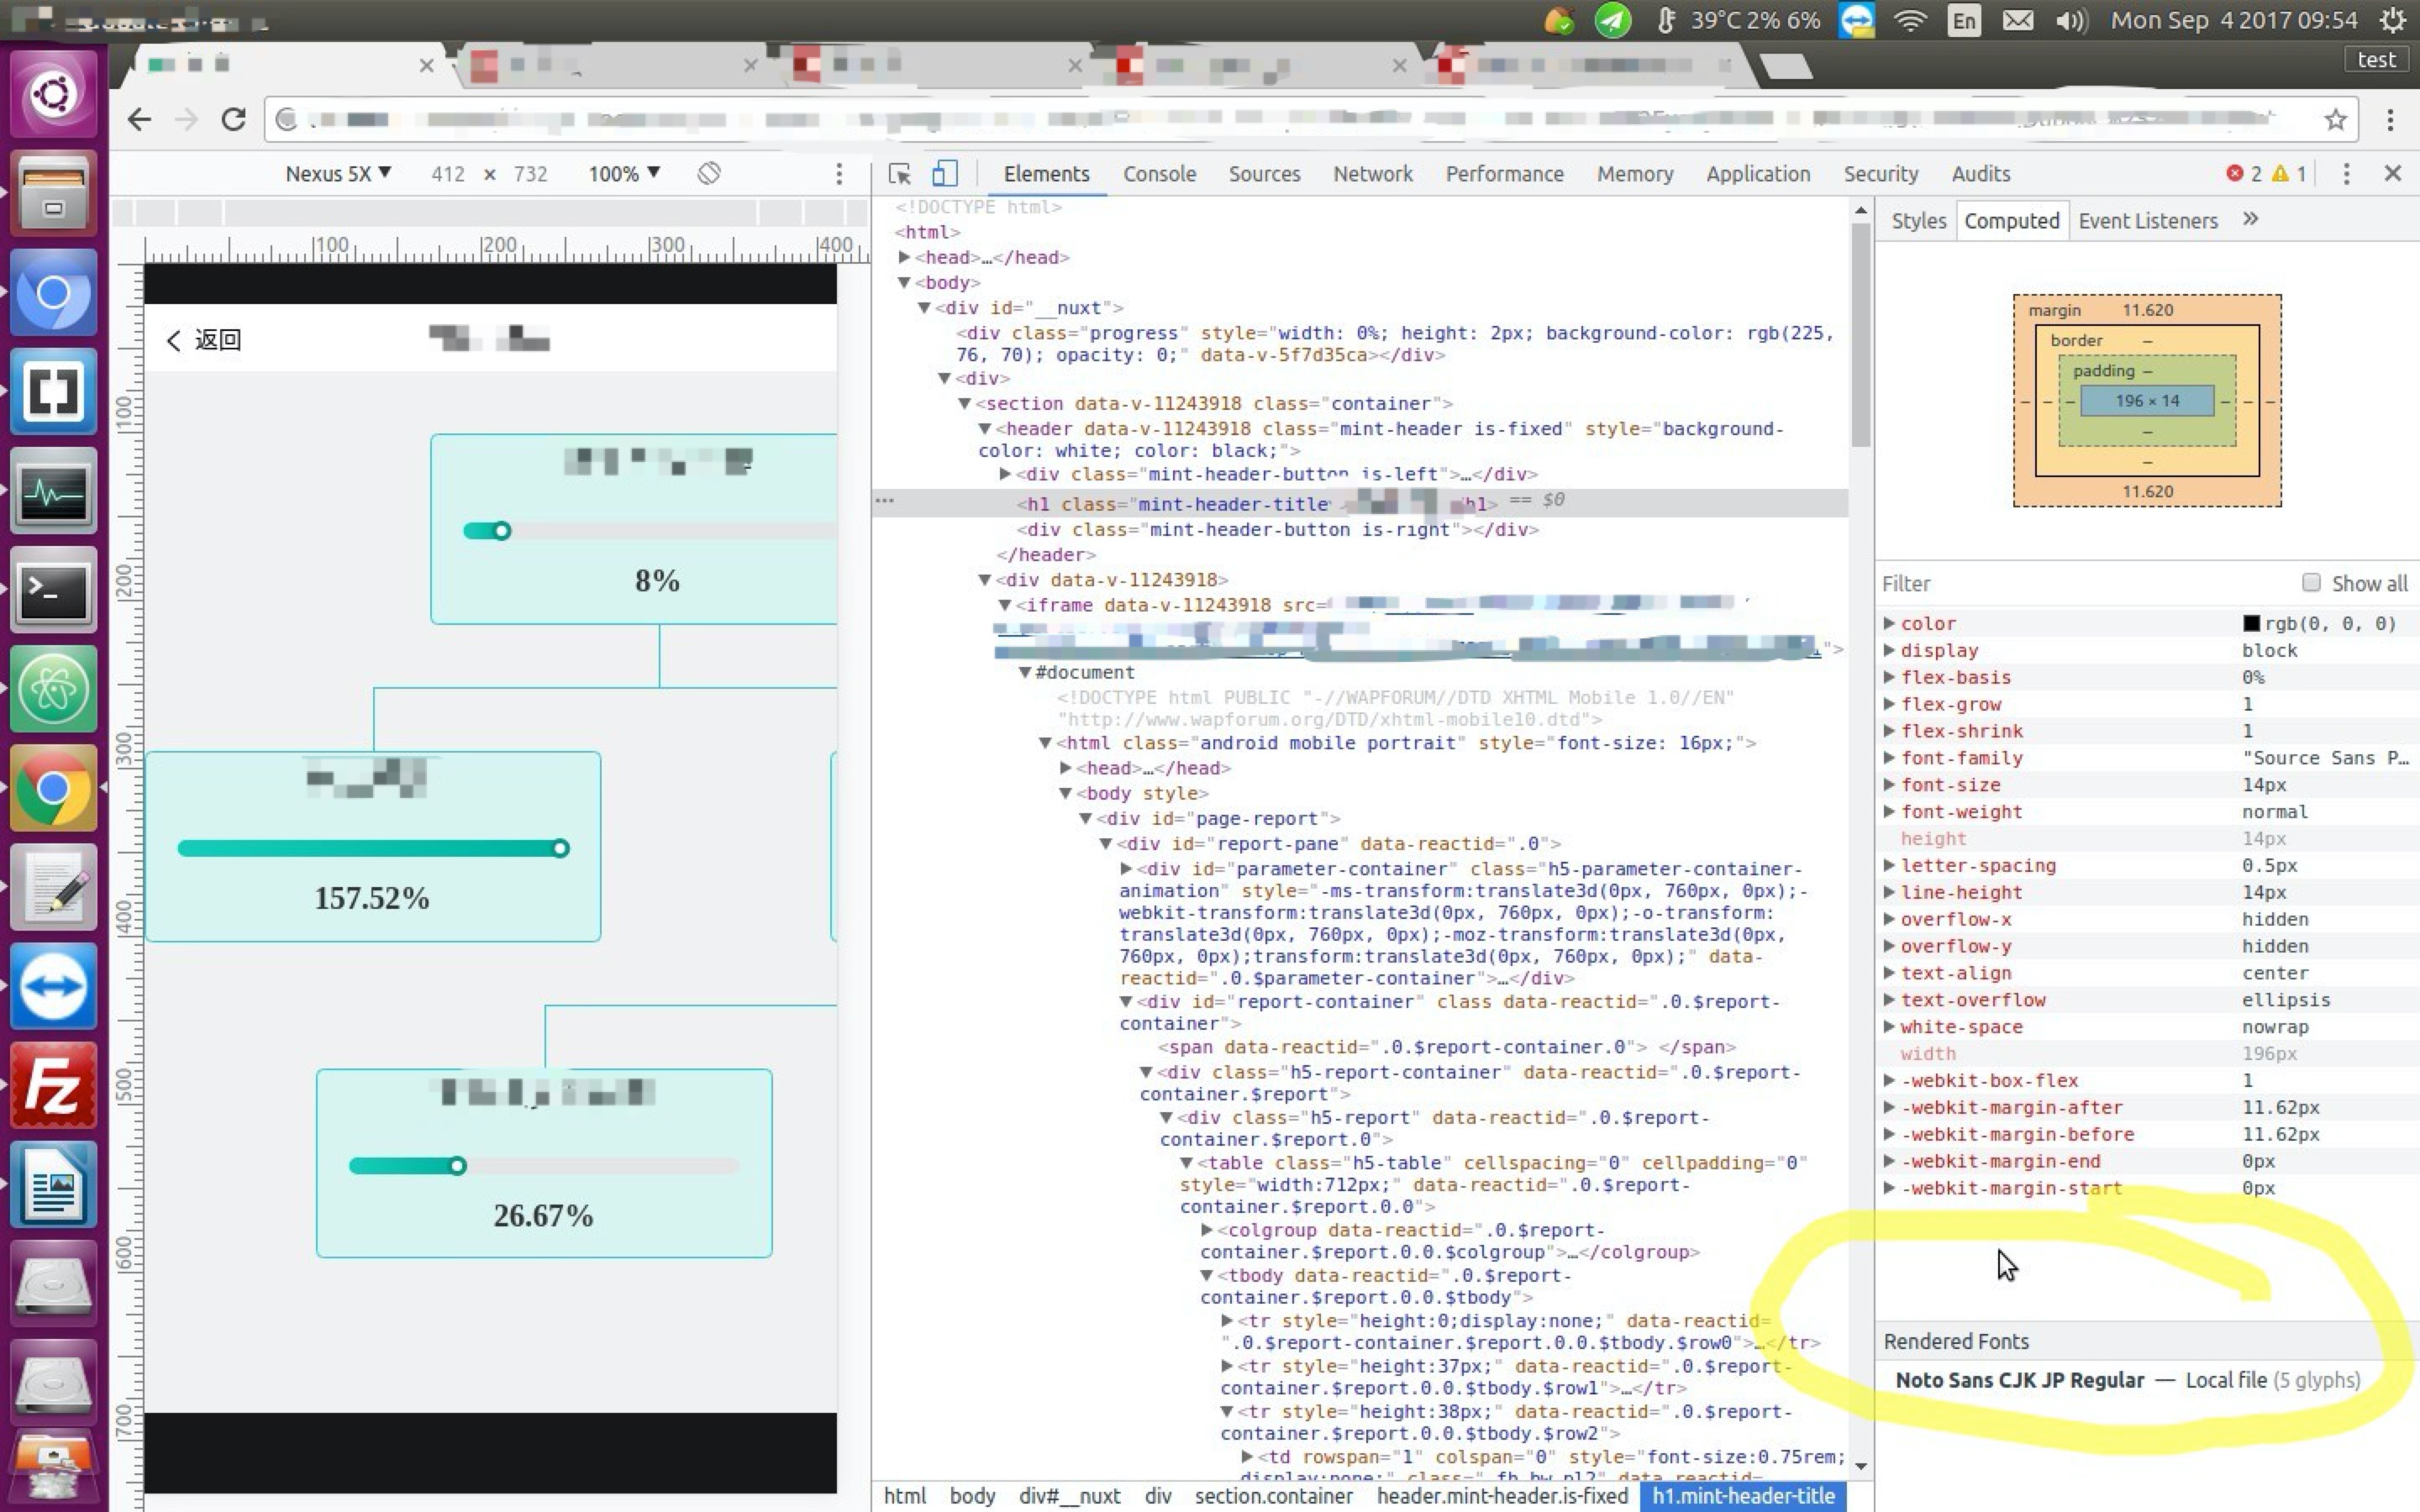 39°C 2% 6% En Mon Sep 4 2017 09:54
test
Nexus 5X ▼ 412 × 732 100% ▼
Elements Console Sources Network Performance Memory Application Security Audits 2 1
100 200 300 400
100
200
300
400
500
600
700
返回
8%
157.52%
26.67%
<!DOCTYPE html>
<html>
▶<head>…</head>
▼<body>
▼<div id="__nuxt">
<div class="progress" style="width: 0%; height: 2px; background-color: rgb(225,
76, 70); opacity: 0;" data-v-5f7d35ca></div>
▼<div>
▼<section data-v-11243918 class="container">
▼<header data-v-11243918 class="mint-header is-fixed" style="background-
color: white; color: black;">
▶<div class="mint-header-button is-left">…</div>
… <h1 class="mint-header-title h1> == $0
<div class="mint-header-button is-right"></div>
</header>
▼<div data-v-11243918>
▼<iframe data-v-11243918 src=
">
▼#document
<!DOCTYPE html PUBLIC "-//WAPFORUM//DTD XHTML Mobile 1.0//EN"
"http://www.wapforum.org/DTD/xhtml-mobile10.dtd">
▼<html class="android mobile portrait" style="font-size: 16px;">
▶<head>…</head>
▼<body style>
▼<div id="page-report">
▼<div id="report-pane" data-reactid=".0">
▶<div id="parameter-container" class="h5-parameter-container-
animation" style="-ms-transform:translate3d(0px, 760px, 0px);-
webkit-transform:translate3d(0px, 760px, 0px);-o-transform:
translate3d(0px, 760px, 0px);-moz-transform:translate3d(0px,
760px, 0px);transform:translate3d(0px, 760px, 0px);" data-
reactid=".0.$parameter-container">…</div>
▼<div id="report-container" class data-reactid=".0.$report-
container">
<span data-reactid=".0.$report-container.0"> </span>
▼<div class="h5-report-container" data-reactid=".0.$report-
container.$report">
▼<div class="h5-report" data-reactid=".0.$report-
container.$report.0">
▼<table class="h5-table" cellspacing="0" cellpadding="0"
style="width:712px;" data-reactid=".0.$report-
container.$report.0.0">
▶<colgroup data-reactid=".0.$report-
container.$report.0.0.$colgroup">…</colgroup>
▼<tbody data-reactid=".0.$report-
container.$report.0.0.$tbody">
▶<tr style="height:0;display:none;" data-reactid=
".0.$report-container.$report.0.0.$tbody.$row0">…</tr>
▶<tr style="height:37px;" data-reactid=".0.$report-
container.$report.0.0.$tbody.$row1">…</tr>
▼<tr style="height:38px;" data-reactid=".0.$report-
container.$report.0.0.$tbody.$row2">
▶<td rowspan="1" colspan="0" style="font-size:0.75rem;
html body div#__nuxt div section.container header.mint-header.is-fixed h1.mint-header-title
Styles Computed Event Listeners »
margin 11.620
border –
padding –
– – – 196 × 14 – – –
–
–
11.620
Filter Show all
▶ color rgb(0, 0, 0)
▶ display block
▶ flex-basis 0%
▶ flex-grow 1
▶ flex-shrink 1
▶ font-family "Source Sans P…
▶ font-size 14px
▶ font-weight normal
height 14px
▶ letter-spacing 0.5px
▶ line-height 14px
▶ overflow-x hidden
▶ overflow-y hidden
▶ text-align center
▶ text-overflow ellipsis
▶ white-space nowrap
width 196px
▶ -webkit-box-flex 1
▶ -webkit-margin-after 11.62px
▶ -webkit-margin-before 11.62px
▶ -webkit-margin-end 0px
▶ -webkit-margin-start 0px
Rendered Fonts
Noto Sans CJK JP Regular — Local file (5 glyphs)